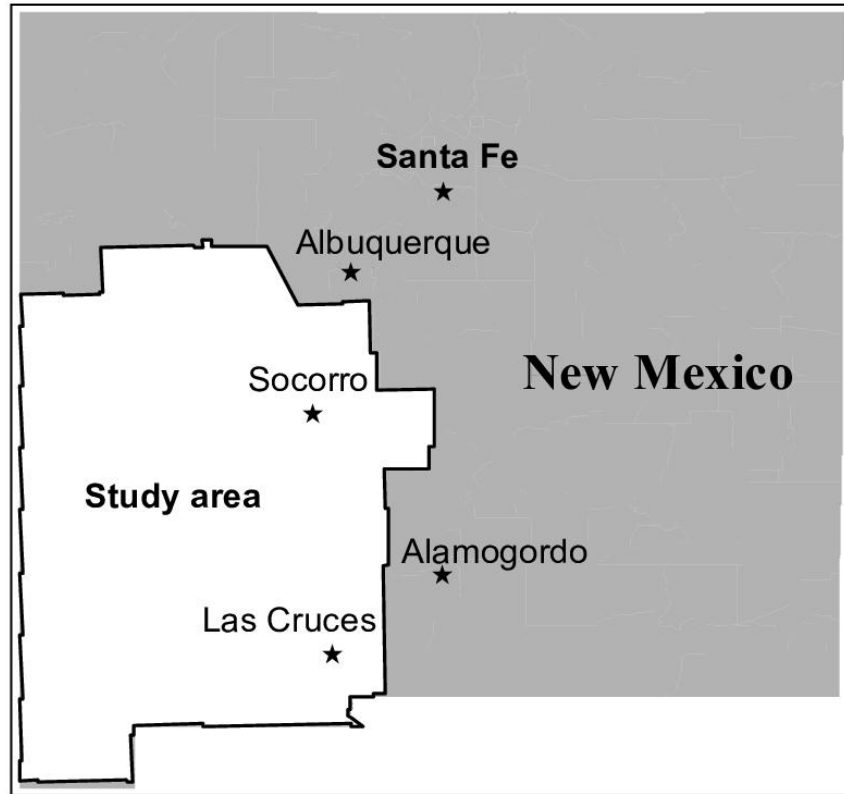 Santa Fe
Albuquerque
New Mexico
Socorro
Study area
Alamogordo
Las Cruces